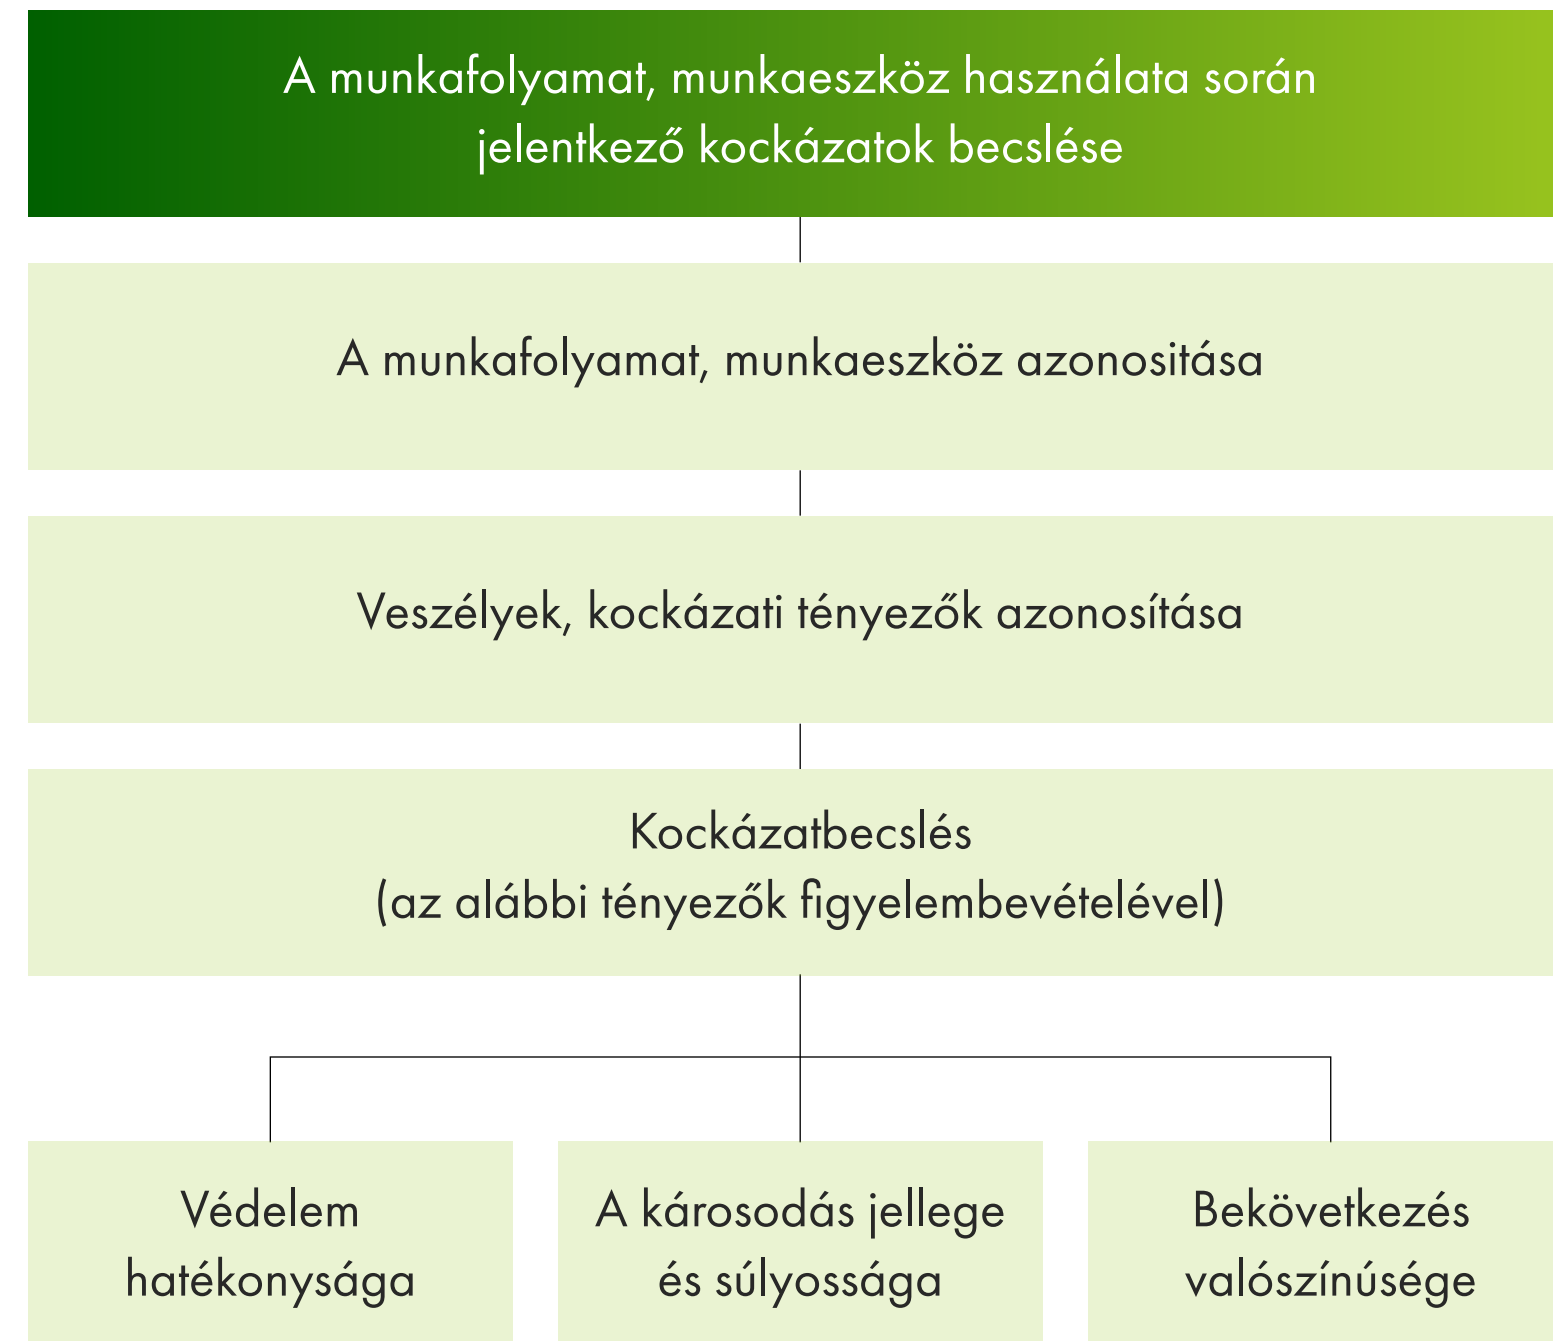 A munkafolyamat, munkaeszköz használata során
jelentkező kockázatok becslése
A munkafolyamat, munkaeszköz azonositása
Veszélyek, kockázati tényezők azonosítása
Kockázatbecslés
(az alábbi tényezők figyelembevételével)
Védelem
hatékonysága
A károsodás jellege
és súlyossága
Bekövetkezés
valószínúsége